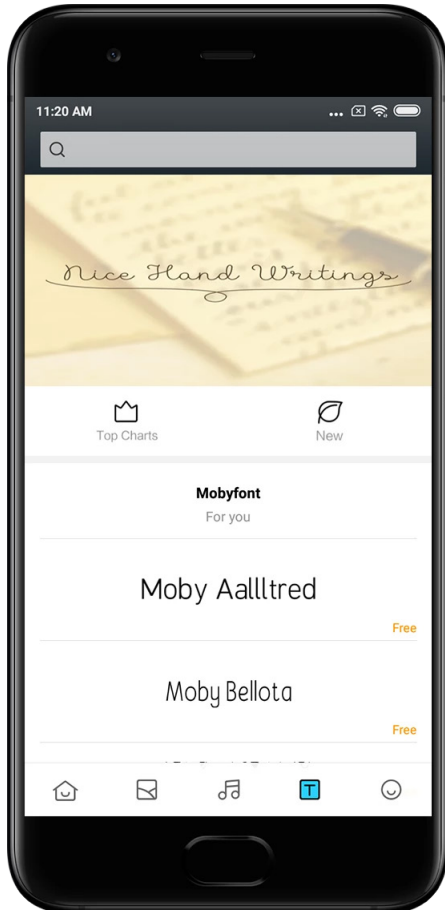 11:20 AM
Nice Hand Writings
Top Charts
New
Mobyfont
For you
Moby Aallltred
Free
Moby Bellota
Free
T